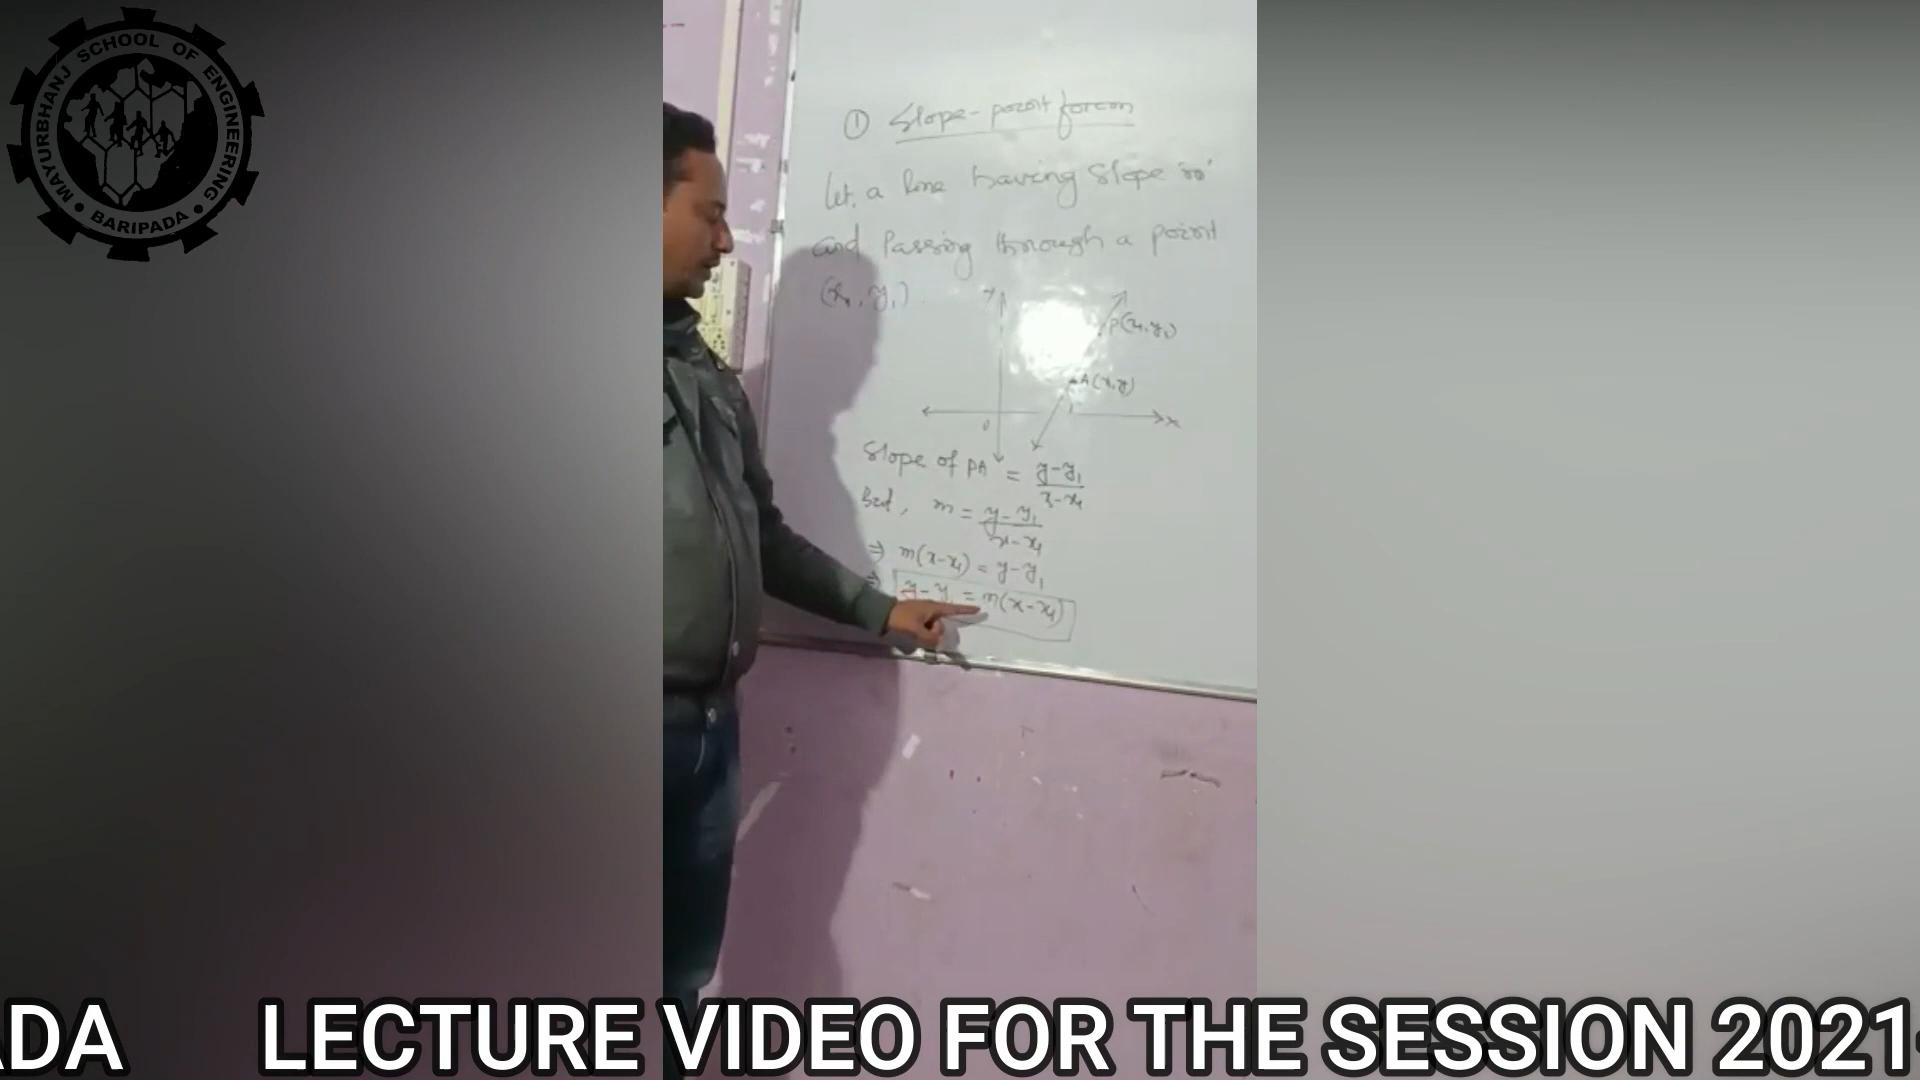 MAYURBHANJ SCHOOL OF ENGINEERING
• BARIPADA •
① Slope-point form
Let, a line having slope 'm'
and Passing through a point
(x₁, y₁).
y
P(x₁, y₁)
A(x, y)
x
0
Slope of PA = y-y₁ / x-x₁
But, m = y-y₁ / x-x₁
⇒ m(x-x₁) = y-y₁
⇒ y-y₁ = m(x-x₁)
ADA LECTURE VIDEO FOR THE SESSION 2021-